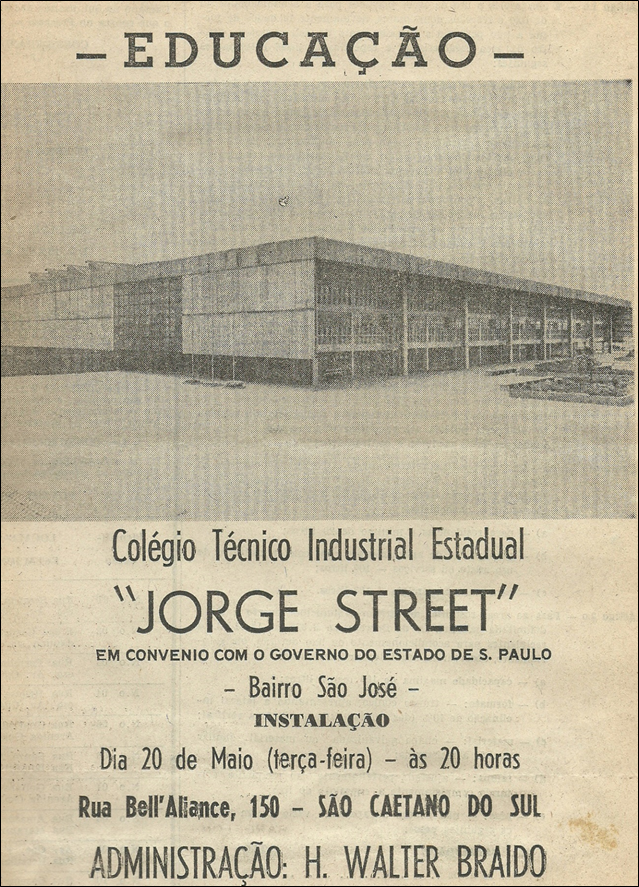 – EDUCAÇÃO –
Colégio Técnico Industrial Estadual
"JORGE STREET"
EM CONVENIO COM O GOVERNO DO ESTADO DE S. PAULO
– Bairro São José –
INSTALAÇÃO
Dia 20 de Maio (terça-feira) – às 20 horas
Rua Bell'Aliance, 150 – SÃO CAETANO DO SUL
ADMINISTRAÇÃO: H. WALTER BRAIDO